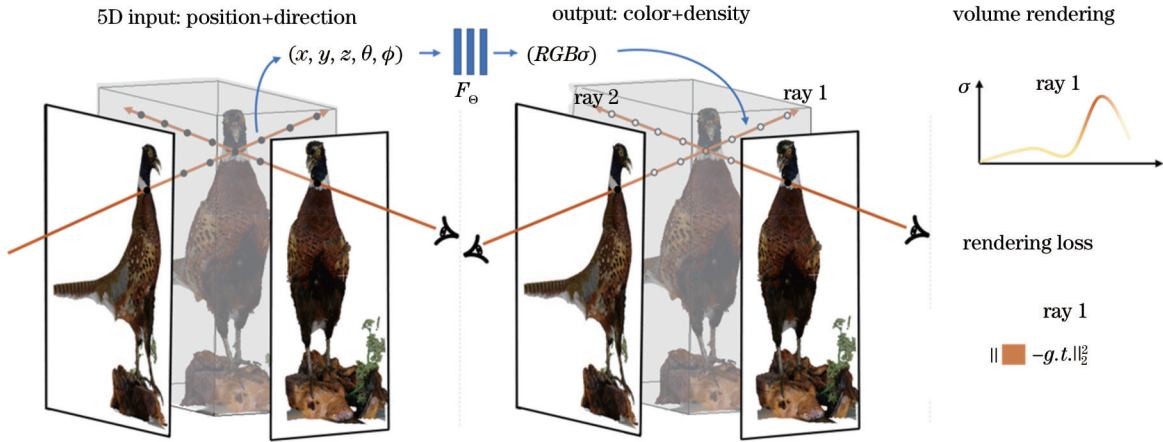 5D input: position+direction
output: color+density
volume rendering
(x, y, z, θ, ϕ)
F_Θ
(RGBσ)
ray 2
ray 1
σ
ray 1
rendering loss
ray 1
|| −g.t.||₂²